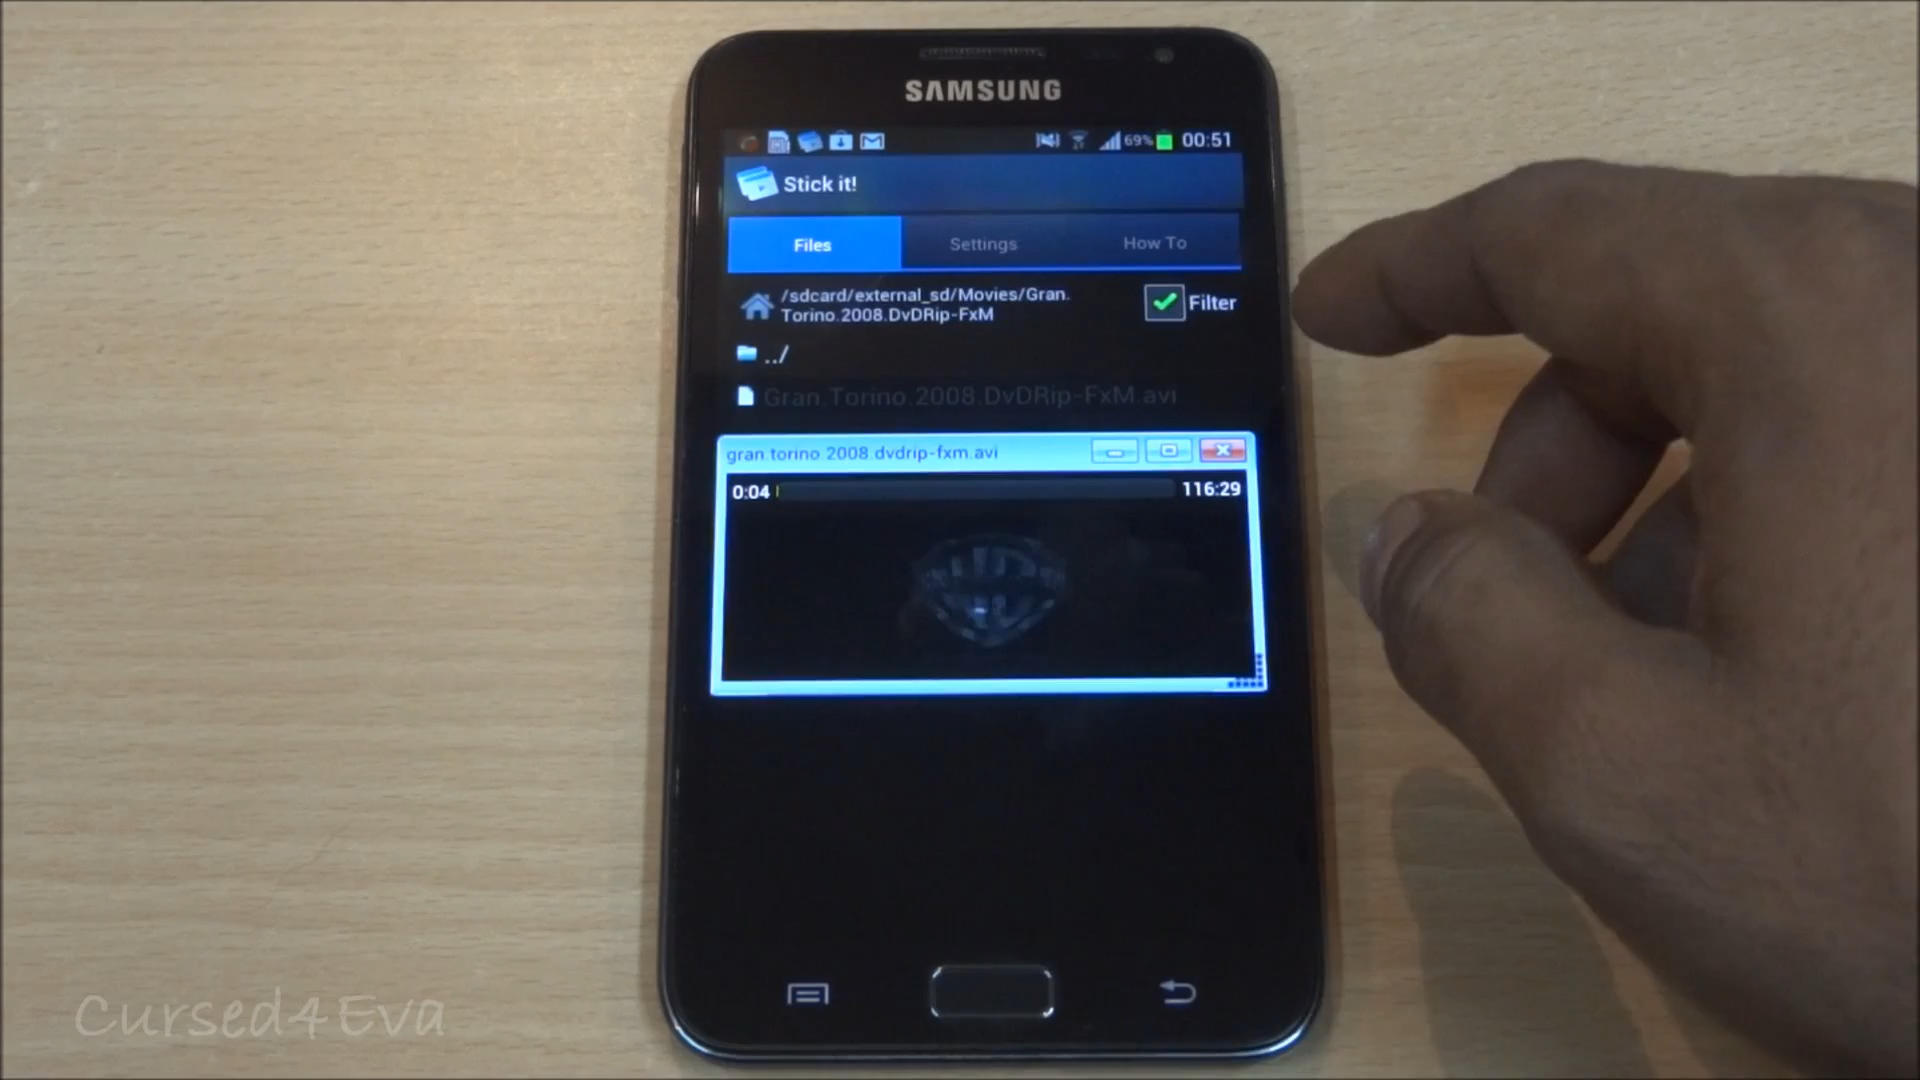 SAMSUNG
69% 00:51
Stick it!
Files Settings How To
/sdcard/external_sd/Movies/Gran.
Torino.2008.DvDRip-FxM
Filter
../
Gran.Torino.2008.DvDRip-FxM.avi
gran.torino.2008.dvdrip-fxm.avi
0:04 116:29
Cursed4Eva